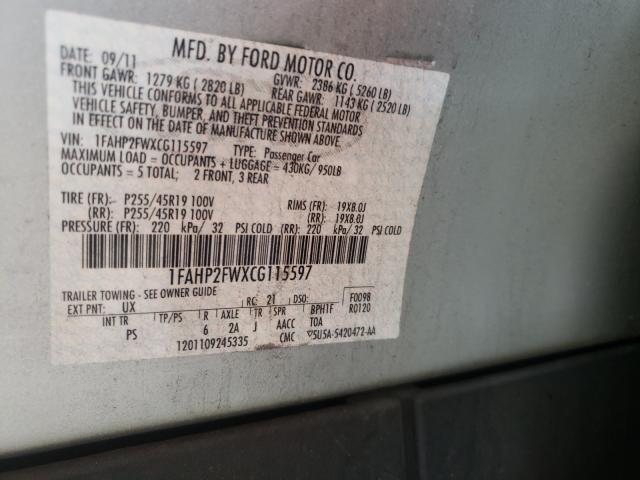 MFD. BY FORD MOTOR CO.
DATE: 09/11 GVWR: 2386 KG ( 5260 LB)
FRONT GAWR: 1279 KG ( 2820 LB) REAR GAWR: 1143 KG ( 2520 LB)
THIS VEHICLE CONFORMS TO ALL APPLICABLE FEDERAL MOTOR
VEHICLE SAFETY, BUMPER, AND THEFT PREVENTION STANDARDS
IN EFFECT ON THE DATE OF MANUFACTURE SHOWN ABOVE.
VIN: 1FAHP2FWXCG115597 TYPE: Passenger Car
MAXIMUM LOAD = OCCUPANTS + LUGGAGE = 430KG/ 950LB
OCCUPANTS = 5 TOTAL; 2 FRONT, 3 REAR
TIRE (FR): P255/45R19 100V RIMS (FR): 19X8.0J
(RR): P255/45R19 100V (RR): 19X8.0J
PRESSURE (FR): 220 kPa/ 32 PSI COLD (RR): 220 kPa/ 32 PSI COLD
1FAHP2FWXCG115597
TRAILER TOWING - SEE OWNER GUIDE F0098
EXT PNT: UX RC: 21 DSO: R0120
INT TR TP/PS R AXLE TR SPR BPH1F
PS 6 2A J AACC TOA
1201109245335 CMC 5U5A-5420472-AA